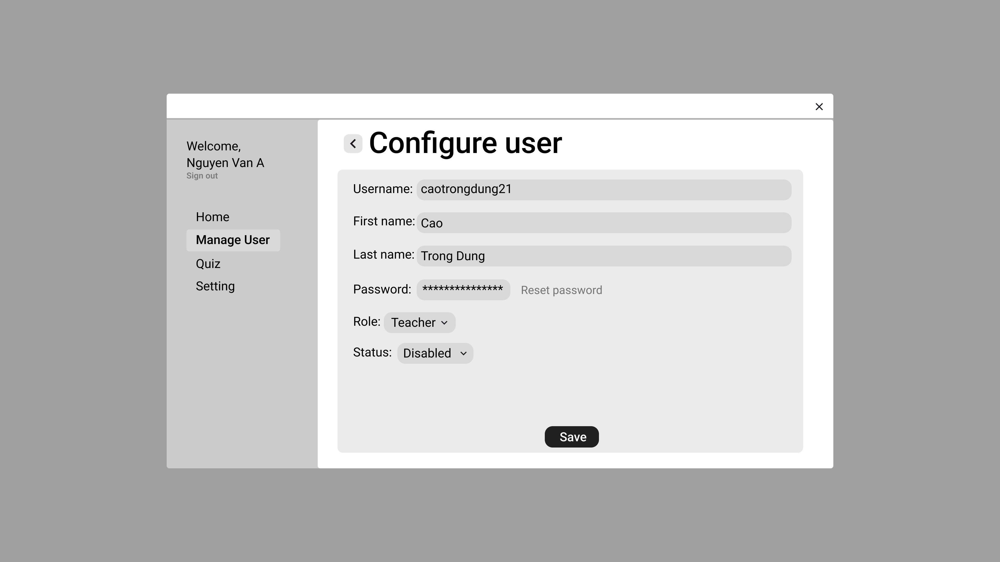 Welcome,
Nguyen Van A
Sign out
Home
Manage User
Quiz
Setting
Configure user
Username: caotrongdung21
First name: Cao
Last name: Trong Dung
Password: *************** Reset password
Role: Teacher
Status: Disabled
Save